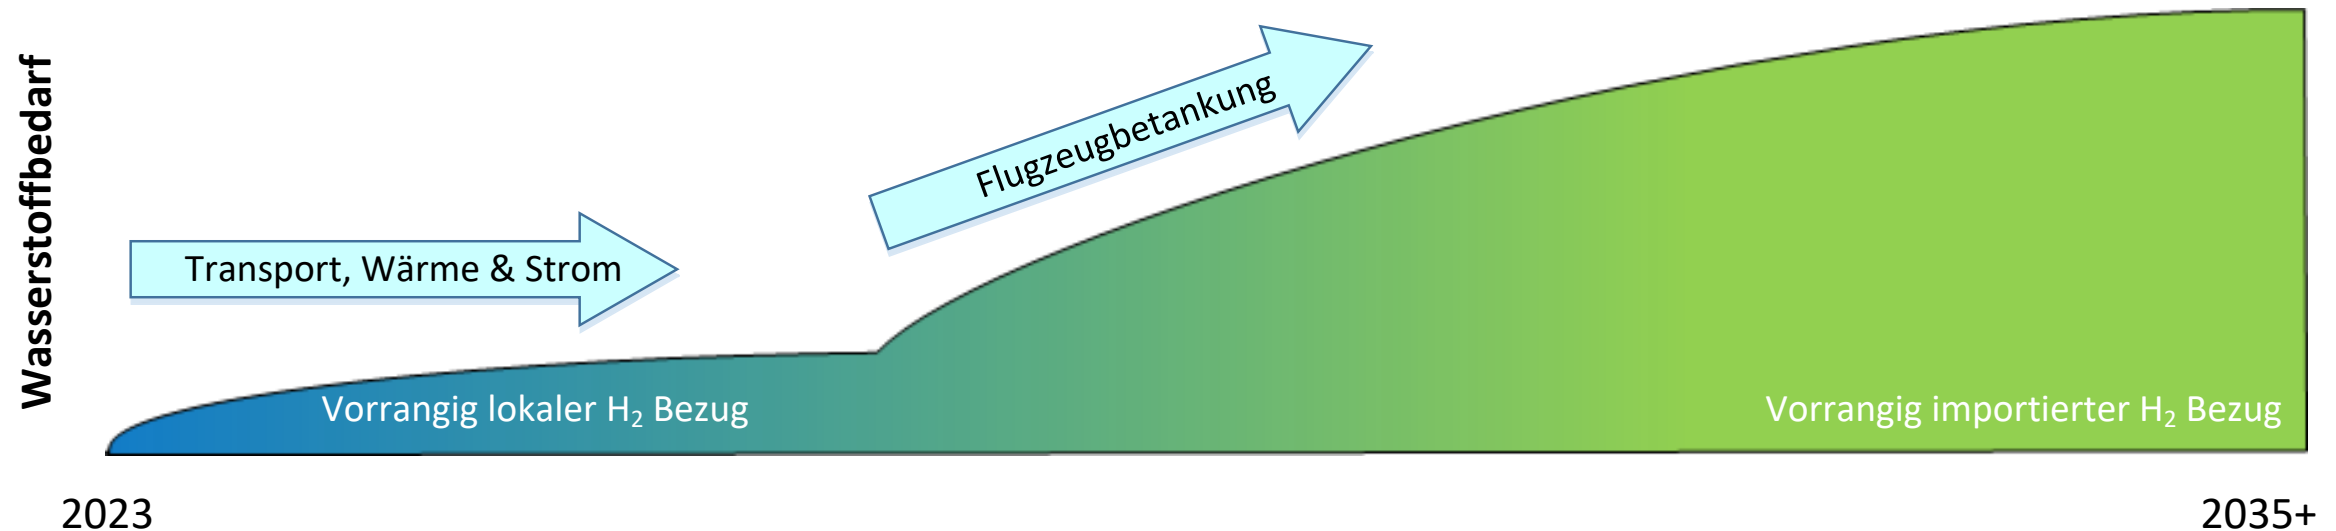 Wasserstoffbedarf
Flugzeugbetankung
Transport, Wärme & Strom
Vorrangig lokaler H₂ Bezug
Vorrangig importierter H₂ Bezug
2023
2035+